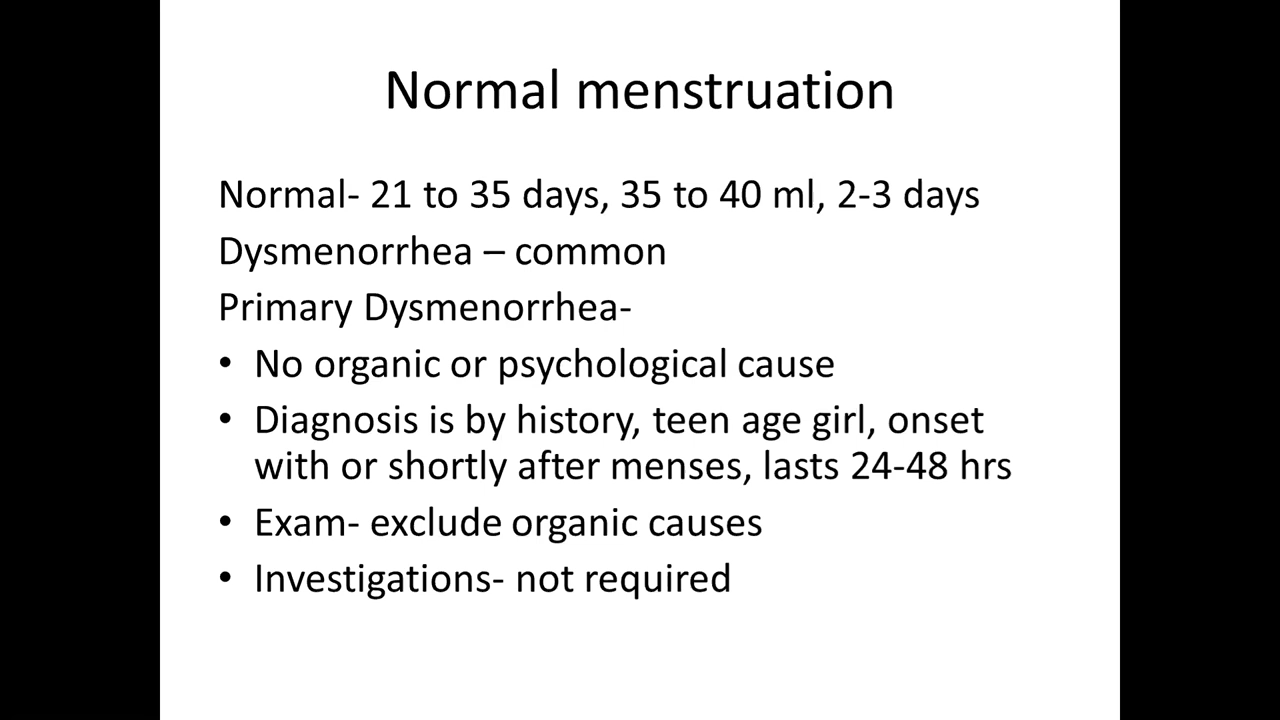 Normal menstruation
Normal- 21 to 35 days, 35 to 40 ml, 2-3 days
Dysmenorrhea – common
Primary Dysmenorrhea-
• No organic or psychological cause
• Diagnosis is by history, teen age girl, onset
with or shortly after menses, lasts 24-48 hrs
• Exam- exclude organic causes
• Investigations- not required